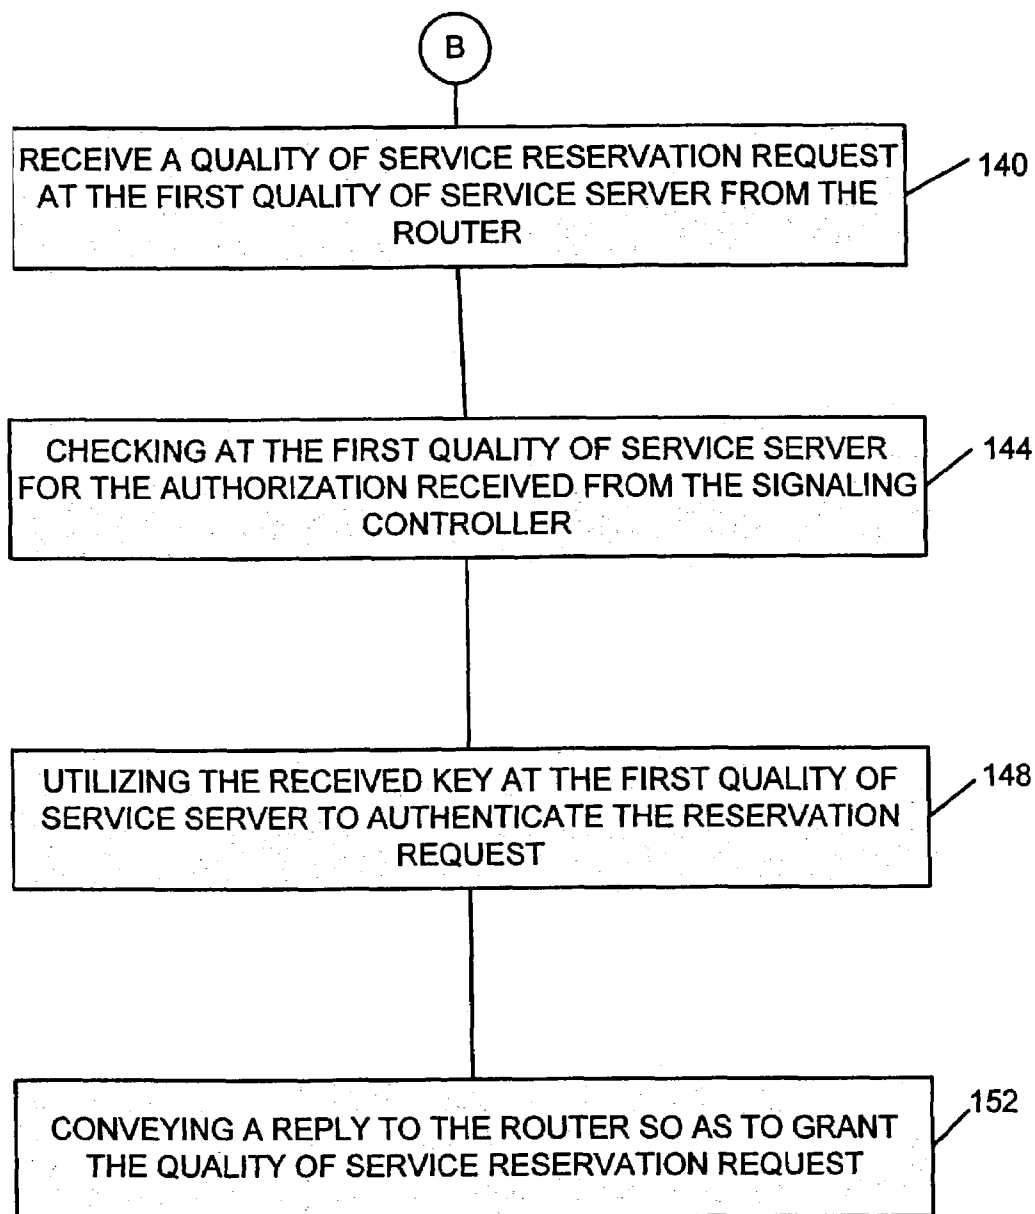 B
RECEIVE A QUALITY OF SERVICE RESERVATION REQUEST
AT THE FIRST QUALITY OF SERVICE SERVER FROM THE
ROUTER
140
CHECKING AT THE FIRST QUALITY OF SERVICE SERVER
FOR THE AUTHORIZATION RECEIVED FROM THE SIGNALING
CONTROLLER
144
UTILIZING THE RECEIVED KEY AT THE FIRST QUALITY OF
SERVICE SERVER TO AUTHENTICATE THE RESERVATION
REQUEST
148
CONVEYING A REPLY TO THE ROUTER SO AS TO GRANT
THE QUALITY OF SERVICE RESERVATION REQUEST
152